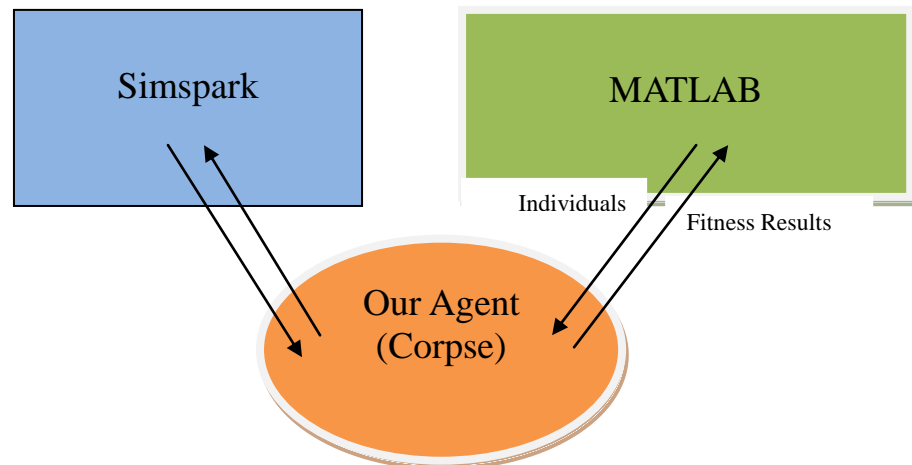 Simspark
MATLAB
Individuals
Fitness Results
Our Agent
(Corpse)